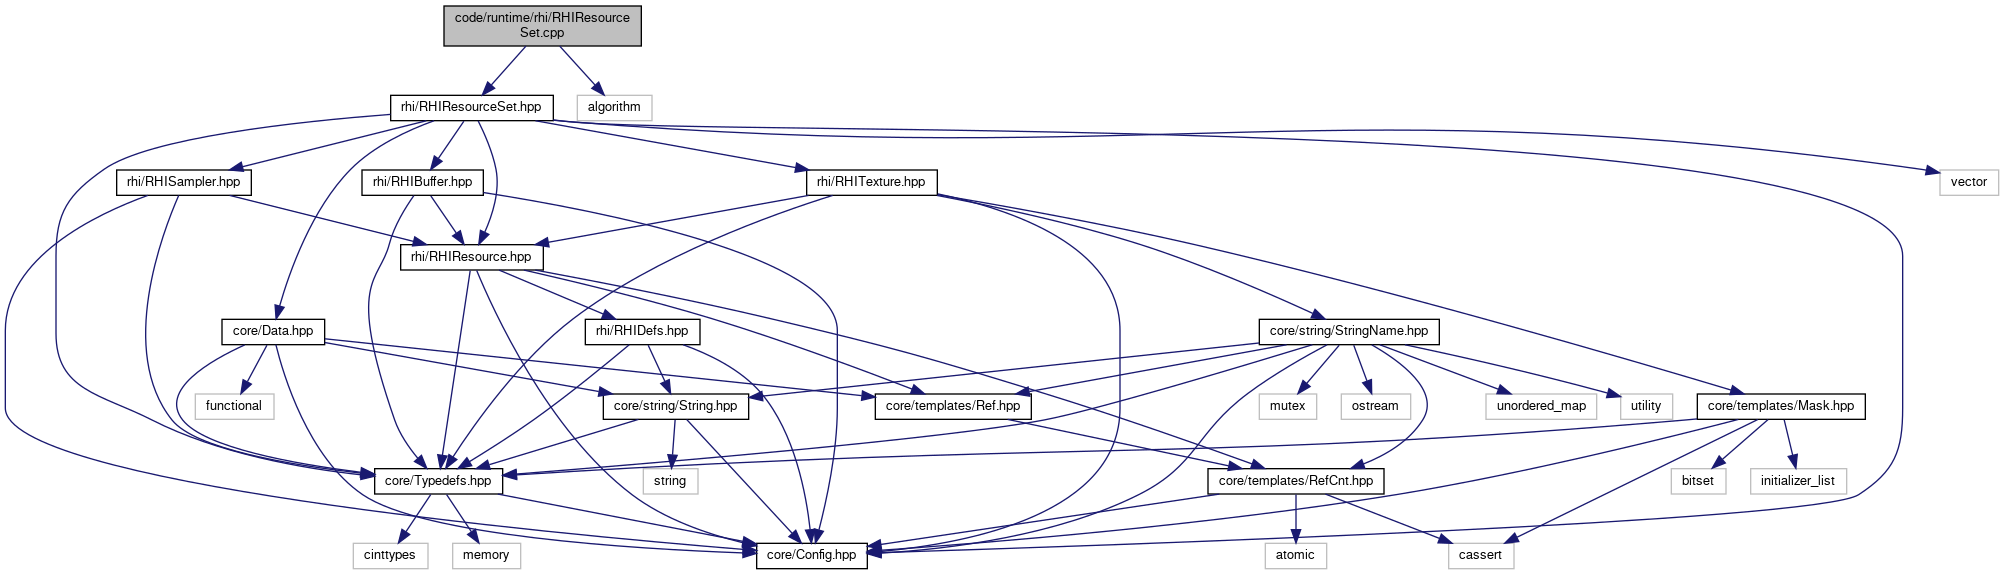 code/runtime/rhi/RHIResource
Set.cpp
rhi/RHIResourceSet.hpp
algorithm
rhi/RHISampler.hpp
rhi/RHIBuffer.hpp
rhi/RHITexture.hpp
vector
rhi/RHIResource.hpp
core/Data.hpp
rhi/RHIDefs.hpp
core/string/StringName.hpp
functional
core/string/String.hpp
core/templates/Ref.hpp
mutex
ostream
unordered_map
utility
core/templates/Mask.hpp
core/Typedefs.hpp
string
core/templates/RefCnt.hpp
bitset
initializer_list
cinttypes
memory
core/Config.hpp
atomic
cassert